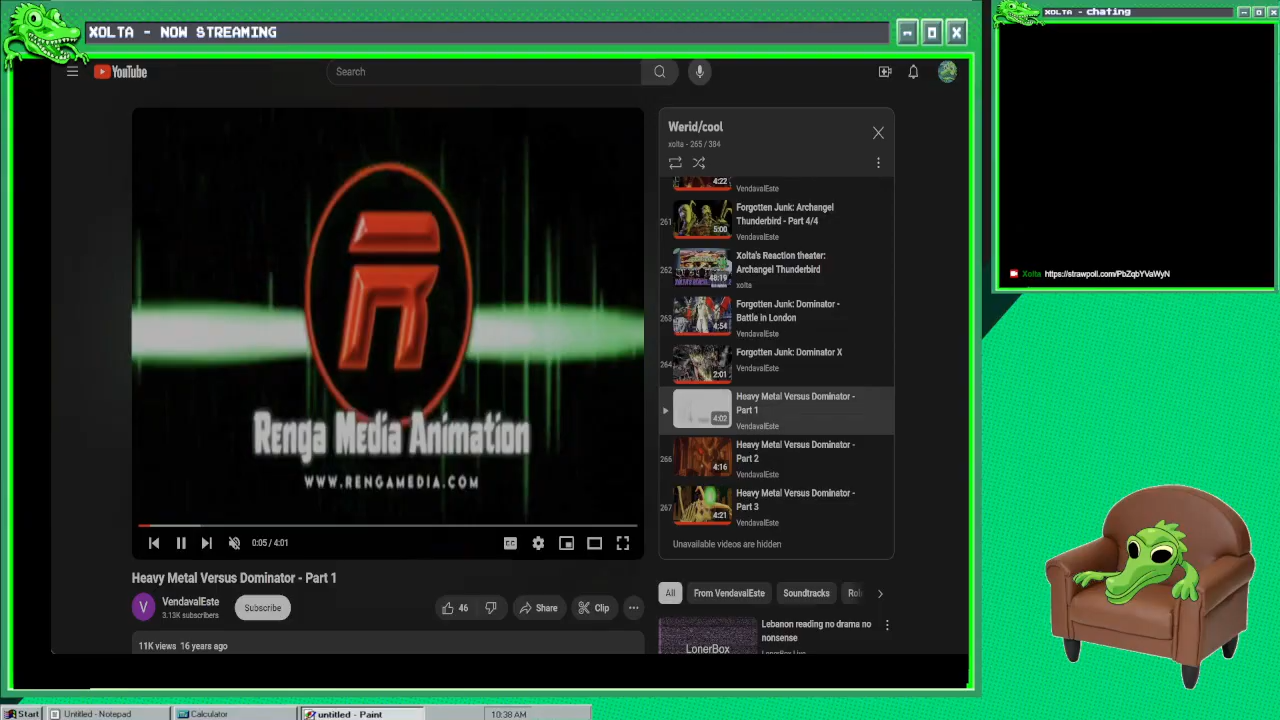 XOLTA - NOW STREAMING
XOLTA - chating
YouTube
Search
Renga Media Animation
WWW.RENGAMEDIA.COM
0:05 / 4:01
CC
Heavy Metal Versus Dominator - Part 1
V
VendavalEste
3.13K subscribers
Subscribe
46
Share
Clip
11K views 16 years ago
Werid/cool
xolta - 265 / 384
4:22
VendavalEste
261
5:00
Forgotten Junk: Archangel
Thunderbird - Part 4/4
VendavalEste
262
48:19
Xolta's Reaction theater:
Archangel Thunderbird
xolta
263
4:54
Forgotten Junk: Dominator -
Battle in London
VendavalEste
264
2:01
Forgotten Junk: Dominator X
VendavalEste
4:02
Heavy Metal Versus Dominator -
Part 1
VendavalEste
266
4:16
Heavy Metal Versus Dominator -
Part 2
VendavalEste
267
4:21
Heavy Metal Versus Dominator -
Part 3
VendavalEste
Unavailable videos are hidden
All
From VendavalEste
Soundtracks
LonerBox
Lebanon reading no drama no
nonsense
LonerBox Live
Xolta https://strawpoll.com/PbZqbYVaWyN
Start
Untitled - Notepad
Calculator
untitled - Paint
10:38 AM